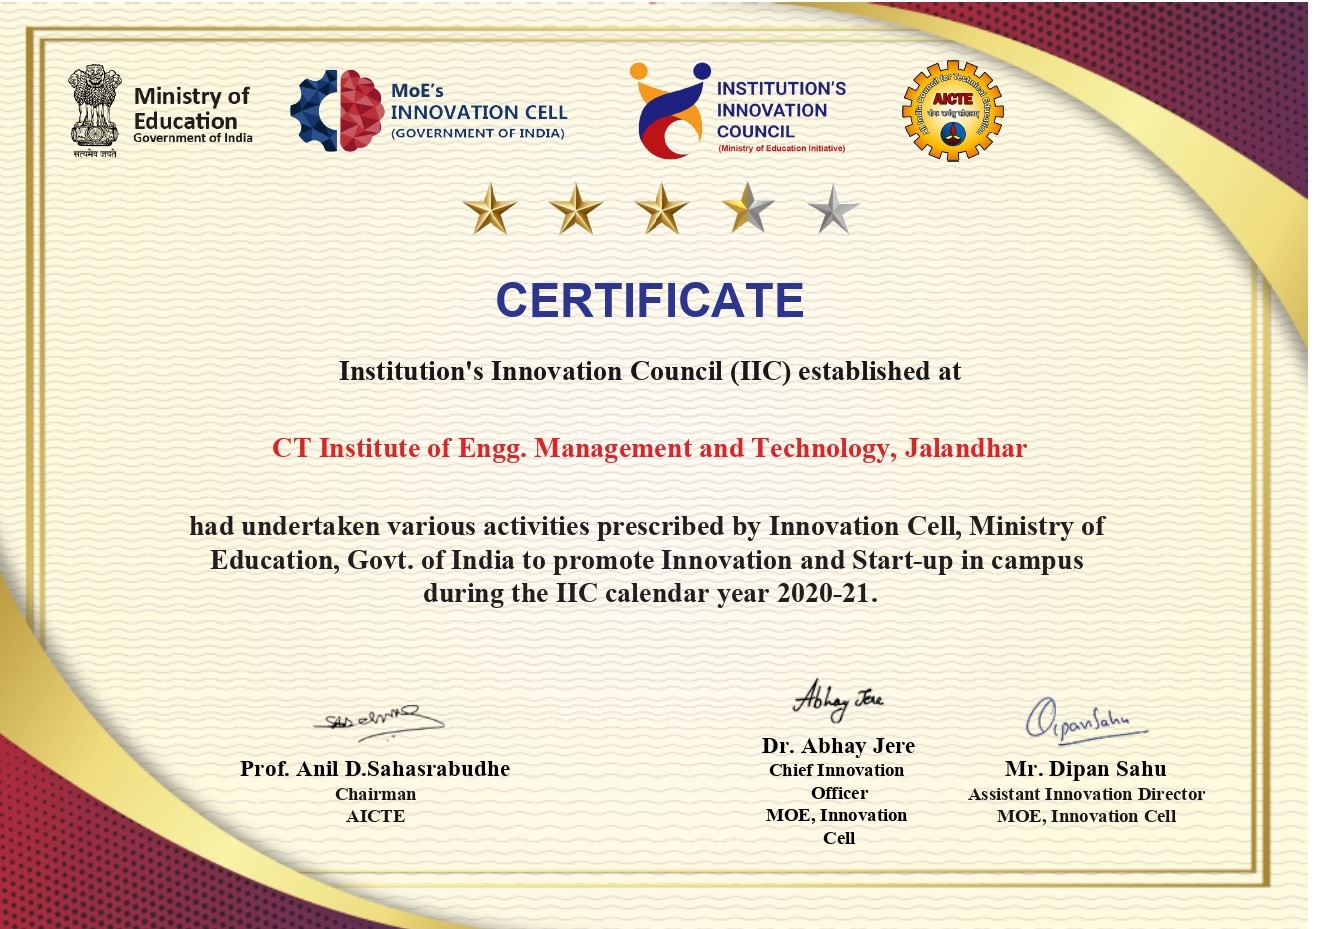 Ministry of
Education
Government of India
सत्यमेव जयते
MoE's
INNOVATION CELL
(GOVERNMENT OF INDIA)
INSTITUTION'S
INNOVATION
COUNCIL
(Ministry of Education Initiative)
All India Council for Technical Education
AICTE
CERTIFICATE
Institution's Innovation Council (IIC) established at
CT Institute of Engg. Management and Technology, Jalandhar
had undertaken various activities prescribed by Innovation Cell, Ministry of
Education, Govt. of India to promote Innovation and Start-up in campus
during the IIC calendar year 2020-21.
Abhay Jere
Dipan Sahu
Prof. Anil D.Sahasrabudhe
Chairman
AICTE
Dr. Abhay Jere
Chief Innovation
Officer
MOE, Innovation
Cell
Mr. Dipan Sahu
Assistant Innovation Director
MOE, Innovation Cell